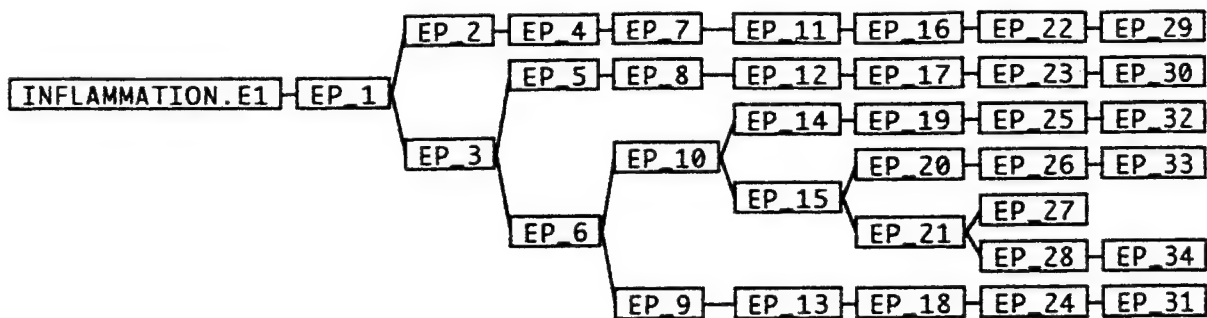 EP_2 EP_4 EP_7 EP_11 EP_16 EP_22 EP_29
EP_5 EP_8 EP_12 EP_17 EP_23 EP_30
INFLAMMATION.E1 EP_1
EP_14 EP_19 EP_25 EP_32
EP_3 EP_10
EP_20 EP_26 EP_33
EP_15
EP_27
EP_6 EP_21
EP_28 EP_34
EP_9 EP_13 EP_18 EP_24 EP_31